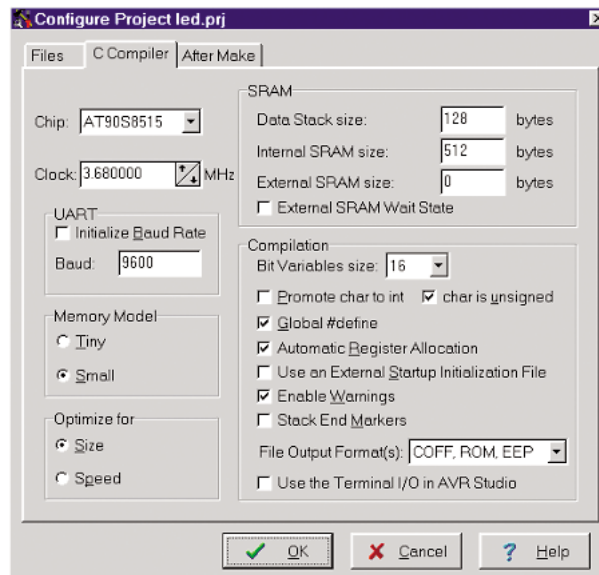 Configure Project led.prj
Files C Compiler After Make
Chip: AT90S8515
Clock: 3.680000 MHz
UART
Initialize Baud Rate
Baud: 9600
Memory Model
Tiny
Small
Optimize for
Size
Speed
SRAM
Data Stack size: 128 bytes
Internal SRAM size: 512 bytes
External SRAM size: 0 bytes
External SRAM Wait State
Compilation
Bit Variables size: 16
Promote char to int char is unsigned
Global #define
Automatic Register Allocation
Use an External Startup Initialization File
Enable Warnings
Stack End Markers
File Output Format(s): COFF, ROM, EEP
Use the Terminal I/O in AVR Studio
OK Cancel Help